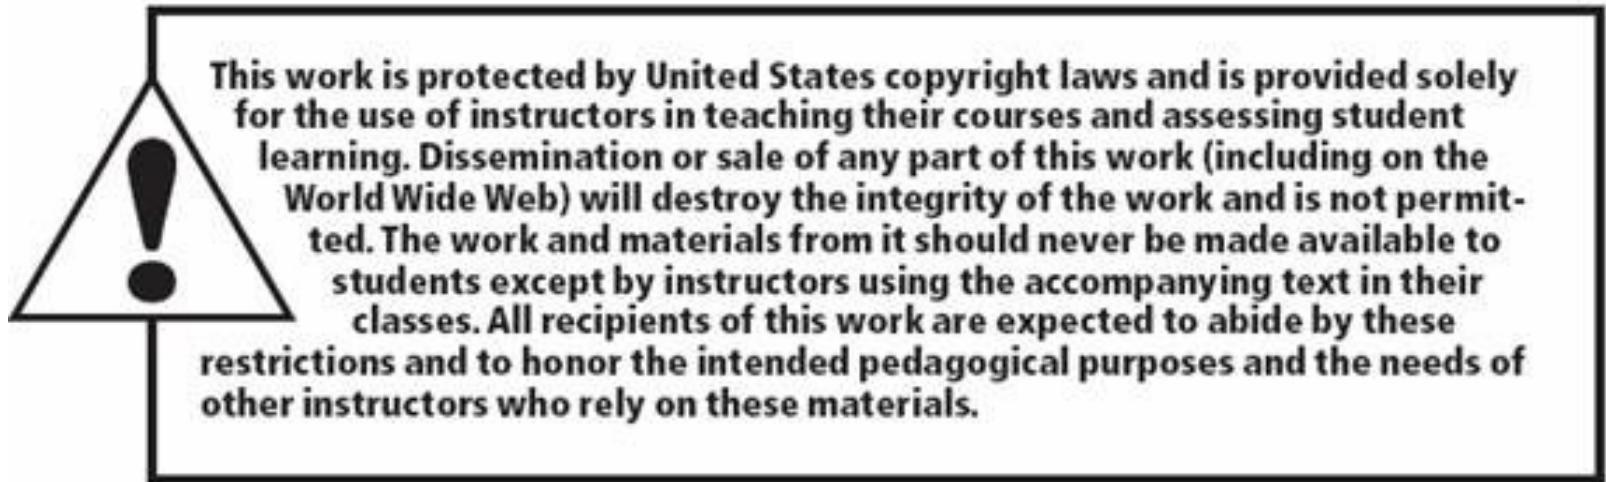 This work is protected by United States copyright laws and is provided solely
for the use of instructors in teaching their courses and assessing student
learning. Dissemination or sale of any part of this work (including on the
World Wide Web) will destroy the integrity of the work and is not permit-
ted. The work and materials from it should never be made available to
students except by instructors using the accompanying text in their
classes. All recipients of this work are expected to abide by these
restrictions and to honor the intended pedagogical purposes and the needs of
other instructors who rely on these materials.